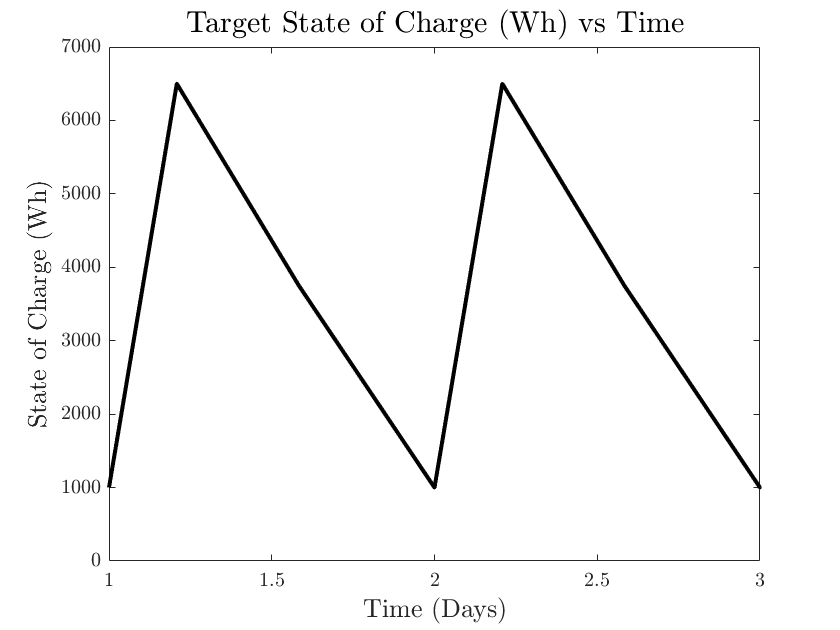 Target State of Charge (Wh) vs Time
7000
6000
5000
4000
3000
2000
1000
0
State of Charge (Wh)
1 1.5 2 2.5 3
Time (Days)